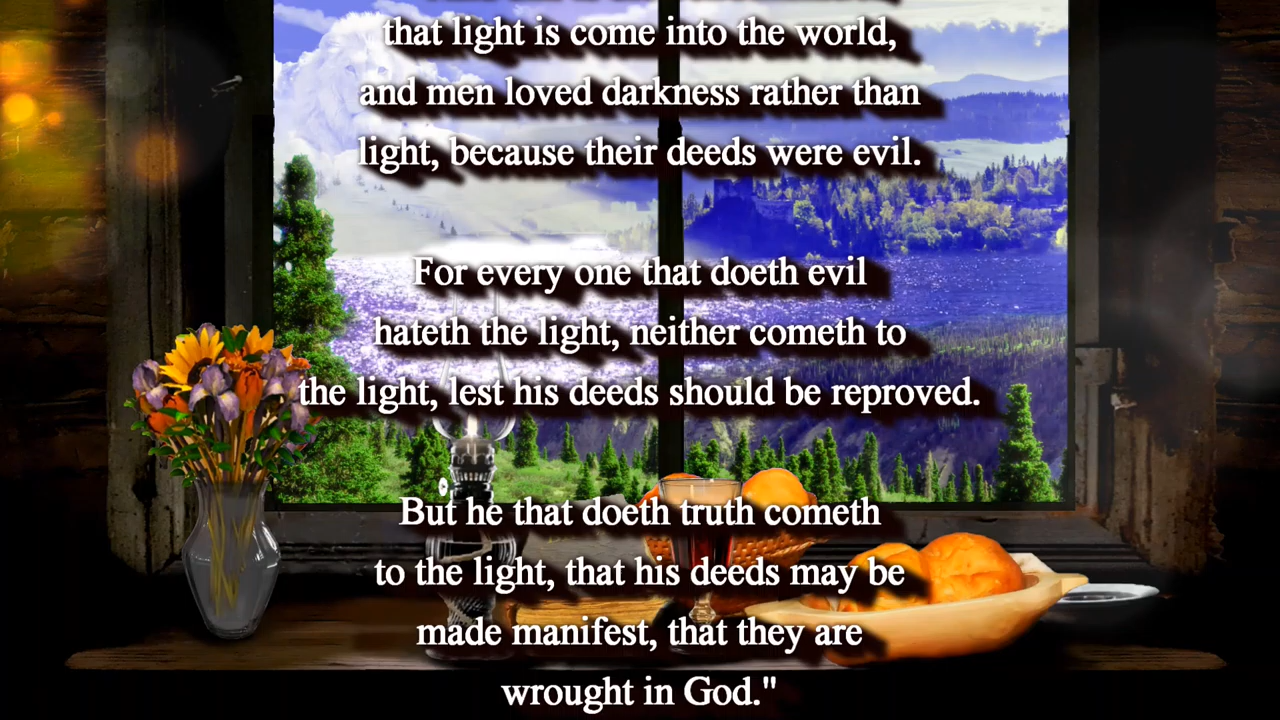 that light is come into the world,
and men loved darkness rather than
light, because their deeds were evil.
For every one that doeth evil
hateth the light, neither cometh to
the light, lest his deeds should be reproved.
But he that doeth truth cometh
to the light, that his deeds may be
made manifest, that they are
wrought in God."